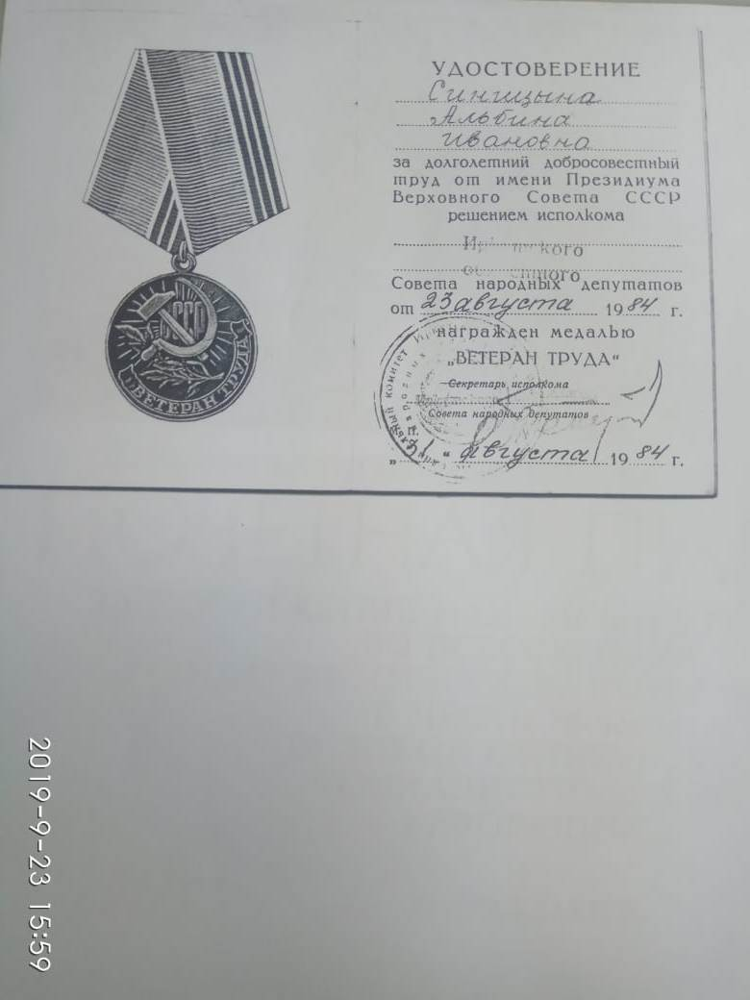 УДОСТОВЕРЕНИЕ
Синицына
Альбина
Ивановна
за долголетний добросовестный
труд от имени Президиума
Верховного Совета СССР
решением исполкома
Совета народных депутатов
от 23 августа 1984 г.
награжден медалью
„ВЕТЕРАН ТРУДА“
Секретарь исполкома
Совета народных депутатов
августа 1984 г.
СССР
ВЕТЕРАН ТРУДА
2019-9-23 15:59